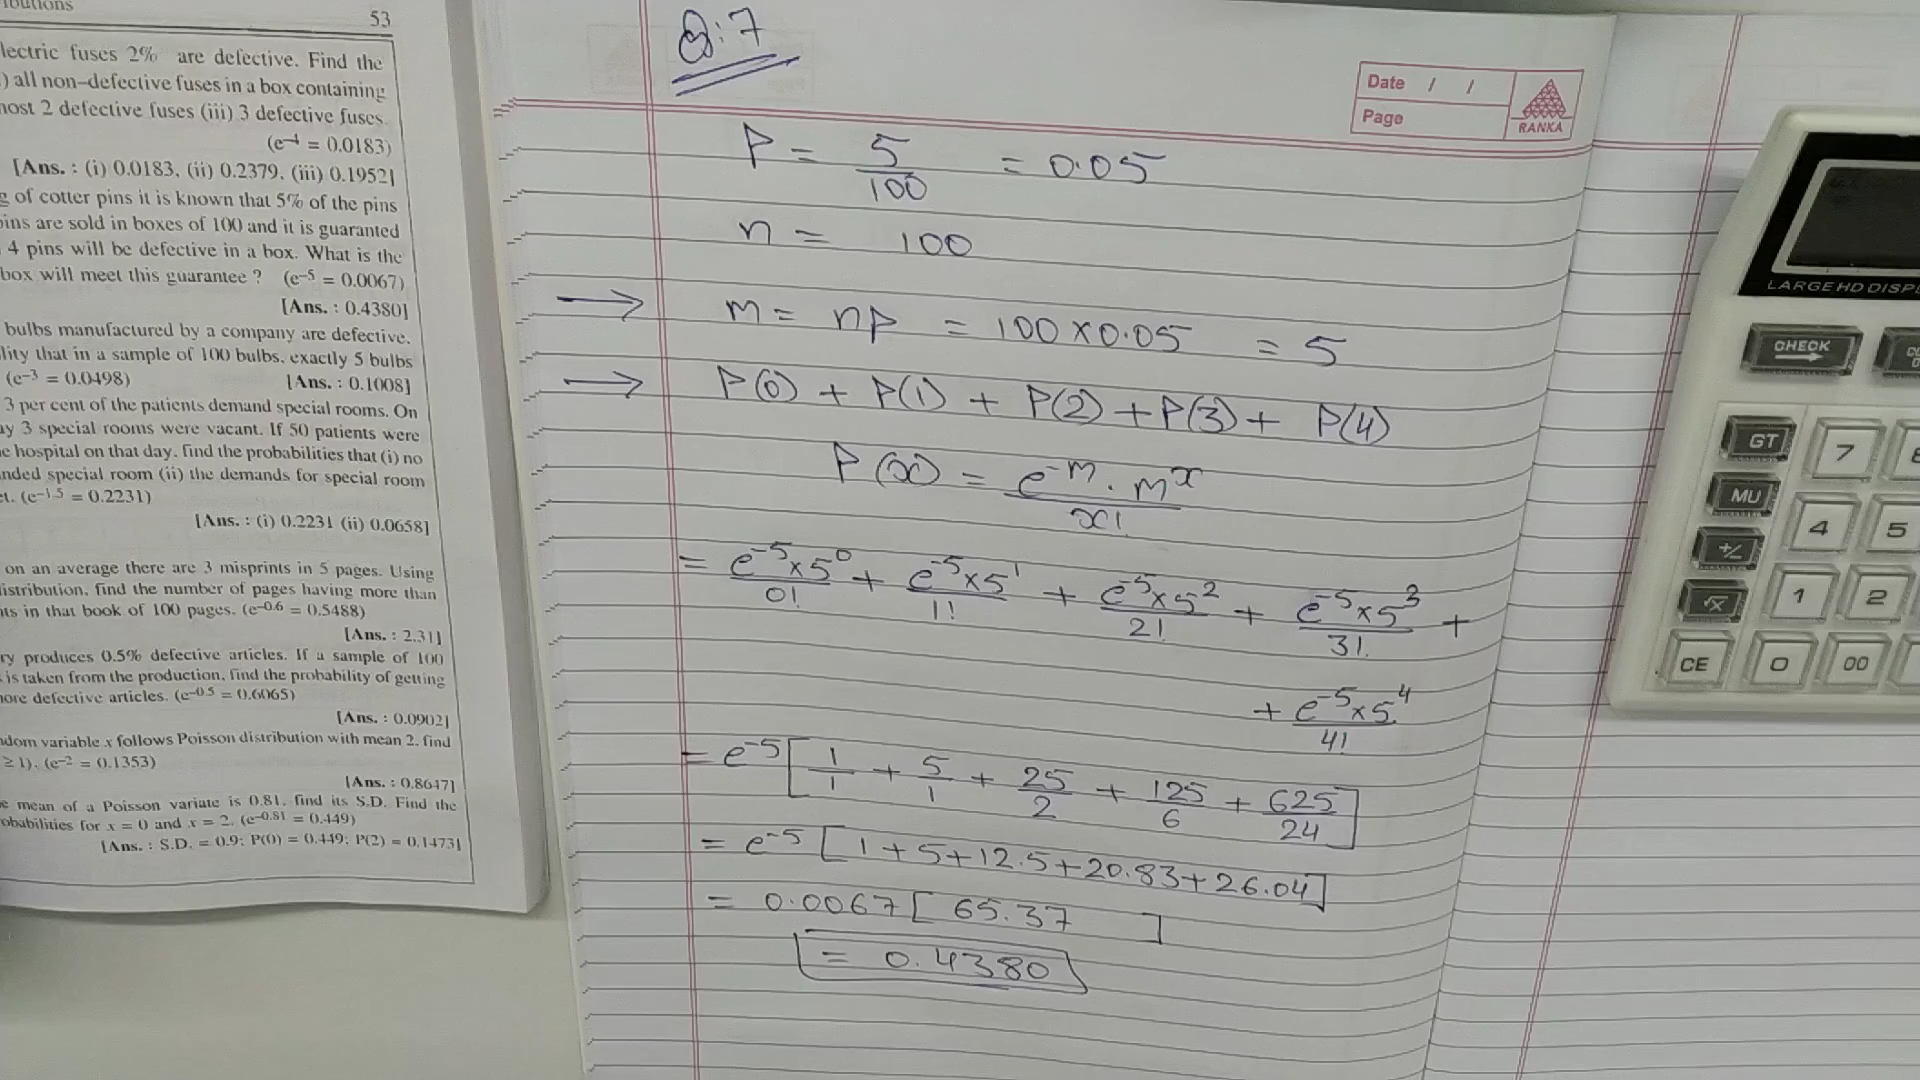 53
lectric fuses 2% are defective. Find the
) all non-defective fuses in a box containing
most 2 defective fuses (iii) 3 defective fuses
(e⁻⁴ = 0.0183)
[Ans. : (i) 0.0183, (ii) 0.2379, (iii) 0.1952]
g of cotter pins it is known that 5% of the pins
ins are sold in boxes of 100 and it is guaranted
4 pins will be defective in a box. What is the
box will meet this guarantee ? (e⁻⁵ = 0.0067)
[Ans. : 0.4380]
bulbs manufactured by a company are defective.
lity that in a sample of 100 bulbs, exactly 5 bulbs
(e⁻³ = 0.0498) [Ans. : 0.1008]
3 per cent of the patients demand special rooms. On
ay 3 special rooms were vacant. If 50 patients were
e hospital on that day, find the probabilities that (i) no
nded special room (ii) the demands for special room
et. (e⁻¹·⁵ = 0.2231)
[Ans. : (i) 0.2231 (ii) 0.0658]
on an average there are 3 misprints in 5 pages. Using
istribution, find the number of pages having more than
ts in that book of 100 pages. (e⁻⁰·⁶ = 0.5488)
[Ans. : 2.31]
ry produces 0.5% defective articles. If a sample of 100
is taken from the production, find the probability of getting
more defective articles. (e⁻⁰·⁵ = 0.6065)
[Ans. : 0.0902]
ndom variable x follows Poisson distribution with mean 2, find
≥ 1). (e⁻² = 0.1353)
[Ans. : 0.8647]
e mean of a Poisson variate is 0.81, find its S.D. Find the
obabilities for x = 0 and x = 2. (e⁻⁰·⁸¹ = 0.449)
[Ans. : S.D. = 0.9; P(0) = 0.449; P(2) = 0.1473]
Q:7
Date / /
Page
RANKA
P = 5/100 = 0.05
n = 100
→ m = np = 100 × 0.05 = 5
→ P(0) + P(1) + P(2) + P(3) + P(4)
P(x) = e⁻ᵐ · mˣ / x!
= e⁻⁵×5⁰/0! + e⁻⁵×5¹/1! + e⁻⁵×5²/2! + e⁻⁵×5³/3! +
+ e⁻⁵×5⁴/4!
= e⁻⁵ [1/1 + 5/1 + 25/2 + 125/6 + 625/24]
= e⁻⁵ [1+5+12.5+20.83+26.04]
= 0.0067 [ 65.37 ]
= 0.4380
LARGE HD DISPL
CHECK
GT
7
MU
4
5
+/-
√x
1
2
CE
0
00